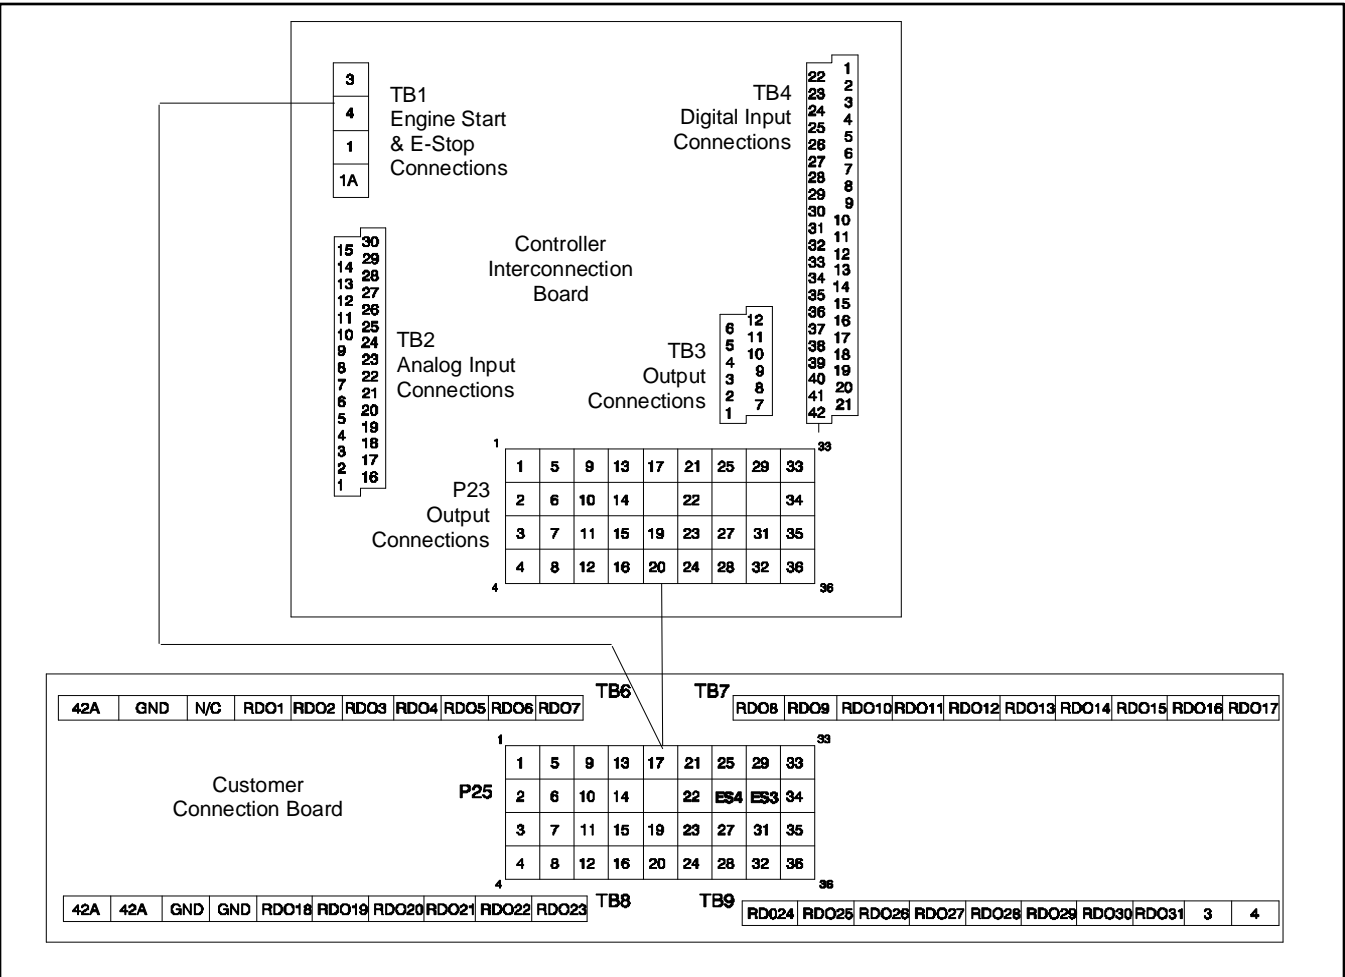 3
4
1
1A
TB1
Engine Start
& E-Stop
Connections
TB4
Digital Input
Connections
22 1
23 2
24 3
25 4
26 5
27 6
28 7
29 8
30 9
31 10
32 11
33 12
34 13
35 14
36 15
37 16
38 17
39 18
40 19
41 20
42 21
Controller
Interconnection
Board
15 30
14 29
13 28
12 27
11 26
10 25
9 24
8 23
7 22
6 21
5 20
4 19
3 18
2 17
1 16
TB2
Analog Input
Connections
TB3
Output
Connections
6 12
5 11
4 10
3 9
2 8
1 7
1 33
P23
Output
Connections
1 5 9 13 17 21 25 29 33
2 6 10 14 22 34
3 7 11 15 19 23 27 31 35
4 8 12 16 20 24 28 32 36
4 36
TB6 TB7
42A GND N/C RDO1 RDO2 RDO3 RDO4 RDO5 RDO6 RDO7
RDO8 RDO9 RDO10 RDO11 RDO12 RDO13 RDO14 RDO15 RDO16 RDO17
1 33
Customer
Connection Board
P25
1 5 9 13 17 21 25 29 33
2 6 10 14 22 ES4 ES3 34
3 7 11 15 19 23 27 31 35
4 8 12 16 20 24 28 32 36
4 36
TB8 TB9
42A 42A GND GND RDO18 RDO19 RDO20 RDO21 RDO22 RDO23
RDO24 RDO25 RDO26 RDO27 RDO28 RDO29 RDO30 RDO31 3 4